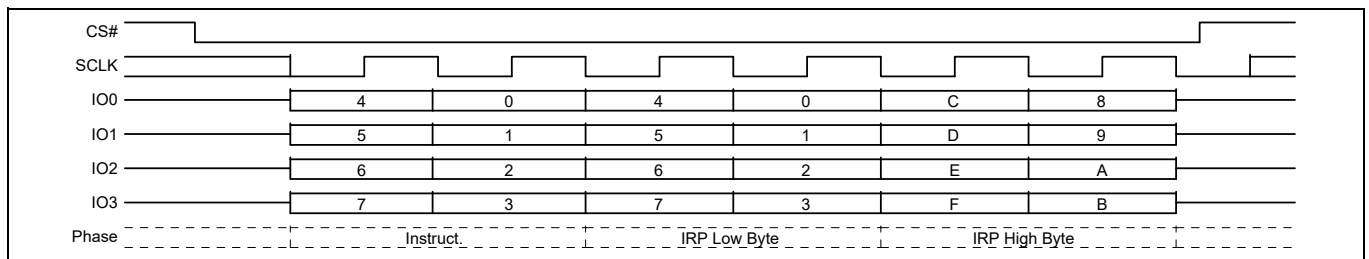 CS#
SCLK
IO0 4 0 4 0 C 8
IO1 5 1 5 1 D 9
IO2 6 2 6 2 E A
IO3 7 3 7 3 F B
Phase Instruct. IRP Low Byte IRP High Byte